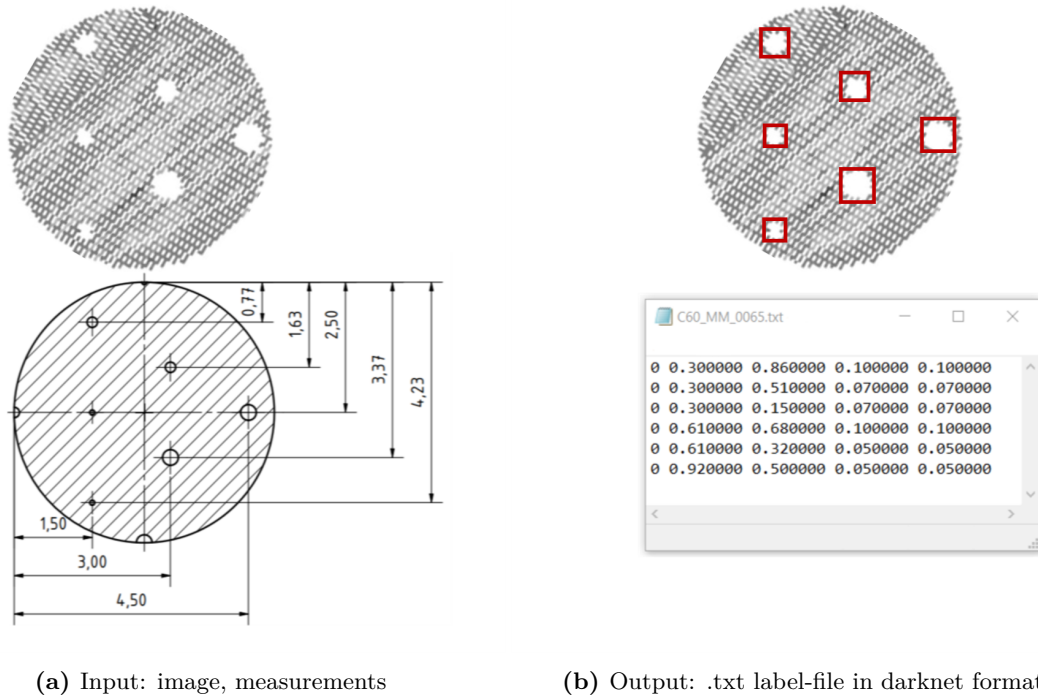 0,77
1,63
2,50
3,37
4,23
1,50
3,00
4,50
C60_MM_0065.txt
0 0.300000 0.860000 0.100000 0.100000
0 0.300000 0.510000 0.070000 0.070000
0 0.300000 0.150000 0.070000 0.070000
0 0.610000 0.680000 0.100000 0.100000
0 0.610000 0.320000 0.050000 0.050000
0 0.920000 0.500000 0.050000 0.050000
(a) Input: image, measurements
(b) Output: .txt label-file in darknet format